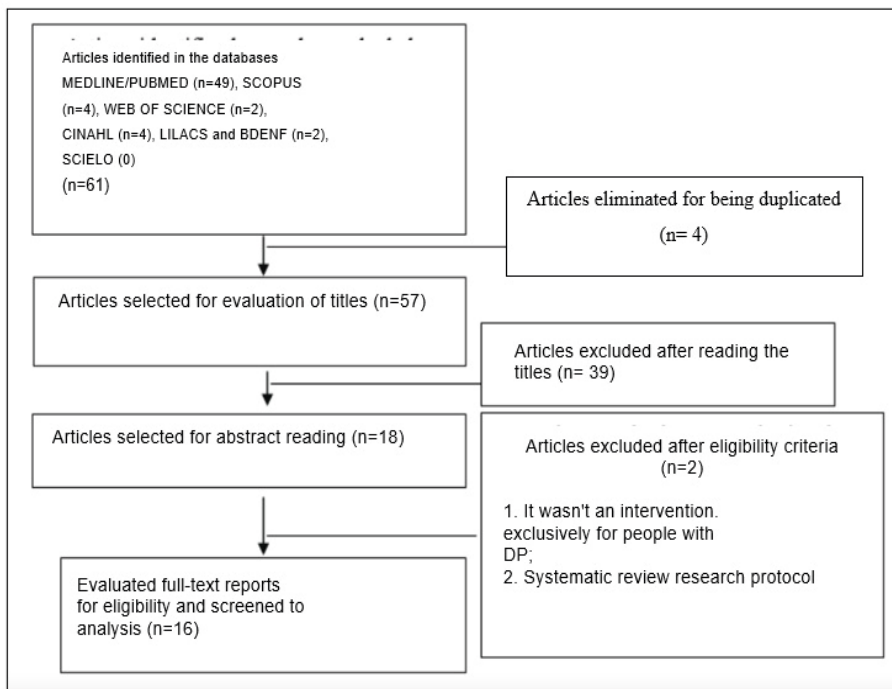 Articles identified in the databases
MEDLINE/PUBMED (n=49), SCOPUS
(n=4), WEB OF SCIENCE (n=2),
CINAHL (n=4), LILACS and BDENF (n=2),
SCIELO (0)
(n=61)
Articles eliminated for being duplicated
(n= 4)
Articles selected for evaluation of titles (n=57)
Articles excluded after reading the
titles (n= 39)
Articles selected for abstract reading (n=18)
Articles excluded after eligibility criteria
(n=2)
1. It wasn't an intervention.
exclusively for people with
DP;
2. Systematic review research protocol
Evaluated full-text reports
for eligibility and screened to
analysis (n=16)